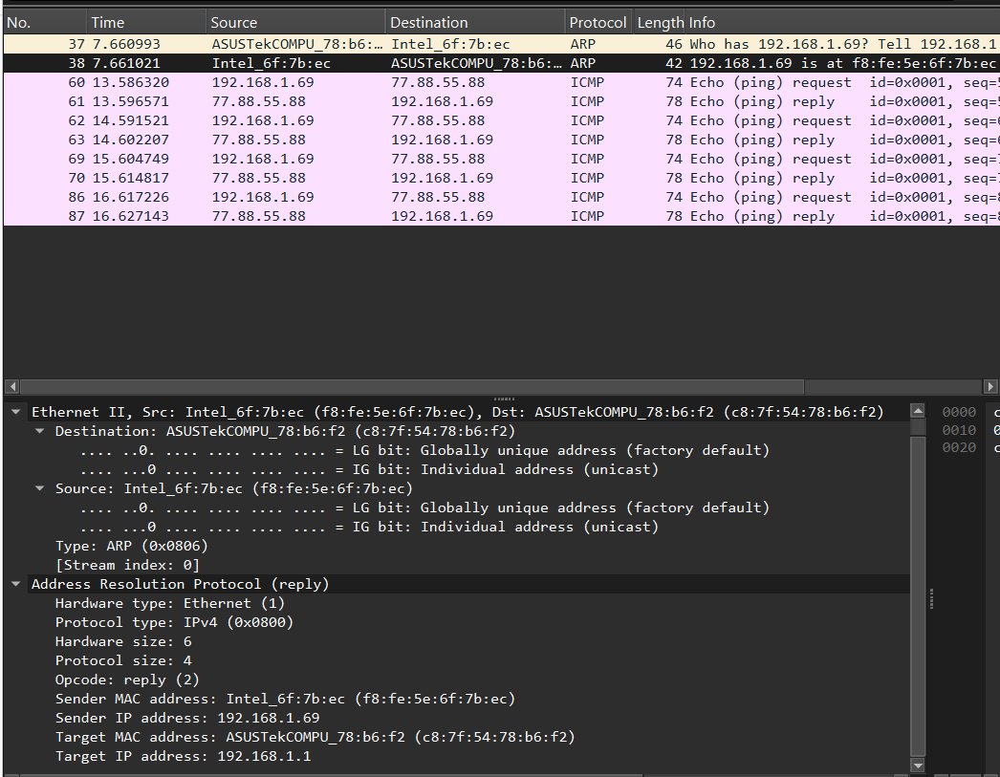 No. Time Source Destination Protocol Length Info
37 7.660993 ASUSTekCOMPU_78:b6:… Intel_6f:7b:ec ARP 46 Who has 192.168.1.69? Tell 192.168.1
38 7.661021 Intel_6f:7b:ec ASUSTekCOMPU_78:b6:… ARP 42 192.168.1.69 is at f8:fe:5e:6f:7b:ec
60 13.586320 192.168.1.69 77.88.55.88 ICMP 74 Echo (ping) request id=0x0001, seq=5
61 13.596571 77.88.55.88 192.168.1.69 ICMP 78 Echo (ping) reply id=0x0001, seq=5
62 14.591521 192.168.1.69 77.88.55.88 ICMP 74 Echo (ping) request id=0x0001, seq=6
63 14.602207 77.88.55.88 192.168.1.69 ICMP 78 Echo (ping) reply id=0x0001, seq=6
69 15.604749 192.168.1.69 77.88.55.88 ICMP 74 Echo (ping) request id=0x0001, seq=7
70 15.614817 77.88.55.88 192.168.1.69 ICMP 78 Echo (ping) reply id=0x0001, seq=7
86 16.617226 192.168.1.69 77.88.55.88 ICMP 74 Echo (ping) request id=0x0001, seq=8
87 16.627143 77.88.55.88 192.168.1.69 ICMP 78 Echo (ping) reply id=0x0001, seq=8
Ethernet II, Src: Intel_6f:7b:ec (f8:fe:5e:6f:7b:ec), Dst: ASUSTekCOMPU_78:b6:f2 (c8:7f:54:78:b6:f2)
Destination: ASUSTekCOMPU_78:b6:f2 (c8:7f:54:78:b6:f2)
.... ..0. .... .... .... .... = LG bit: Globally unique address (factory default)
.... ...0 .... .... .... .... = IG bit: Individual address (unicast)
Source: Intel_6f:7b:ec (f8:fe:5e:6f:7b:ec)
.... ..0. .... .... .... .... = LG bit: Globally unique address (factory default)
.... ...0 .... .... .... .... = IG bit: Individual address (unicast)
Type: ARP (0x0806)
[Stream index: 0]
Address Resolution Protocol (reply)
Hardware type: Ethernet (1)
Protocol type: IPv4 (0x0800)
Hardware size: 6
Protocol size: 4
Opcode: reply (2)
Sender MAC address: Intel_6f:7b:ec (f8:fe:5e:6f:7b:ec)
Sender IP address: 192.168.1.69
Target MAC address: ASUSTekCOMPU_78:b6:f2 (c8:7f:54:78:b6:f2)
Target IP address: 192.168.1.1
0000
0010
0020